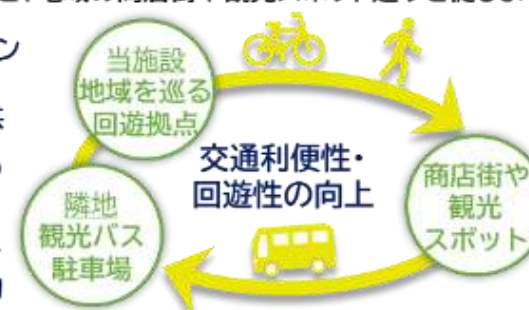 当施設
地域を巡る
回遊拠点
交通利便性・
回遊性の向上
商店街や
観光
スポット
隣地
観光バス
駐車場